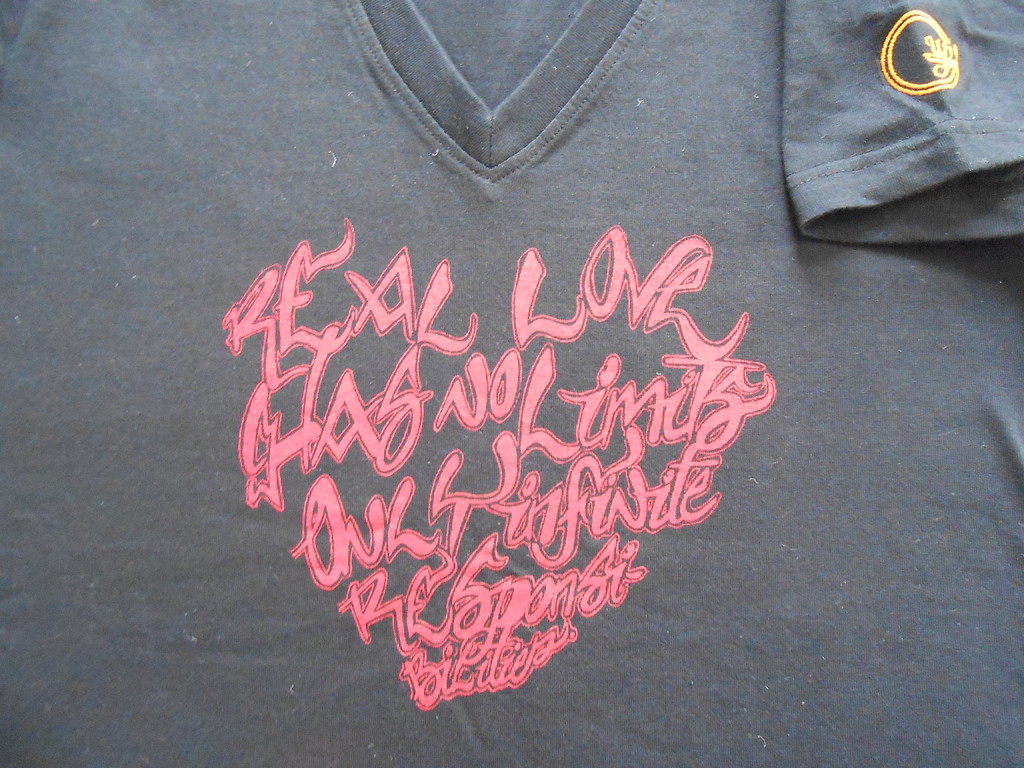 REAL LOVE
HAS NO LiMiTs
ONLY infiNite
RESponsi-
Bilities.